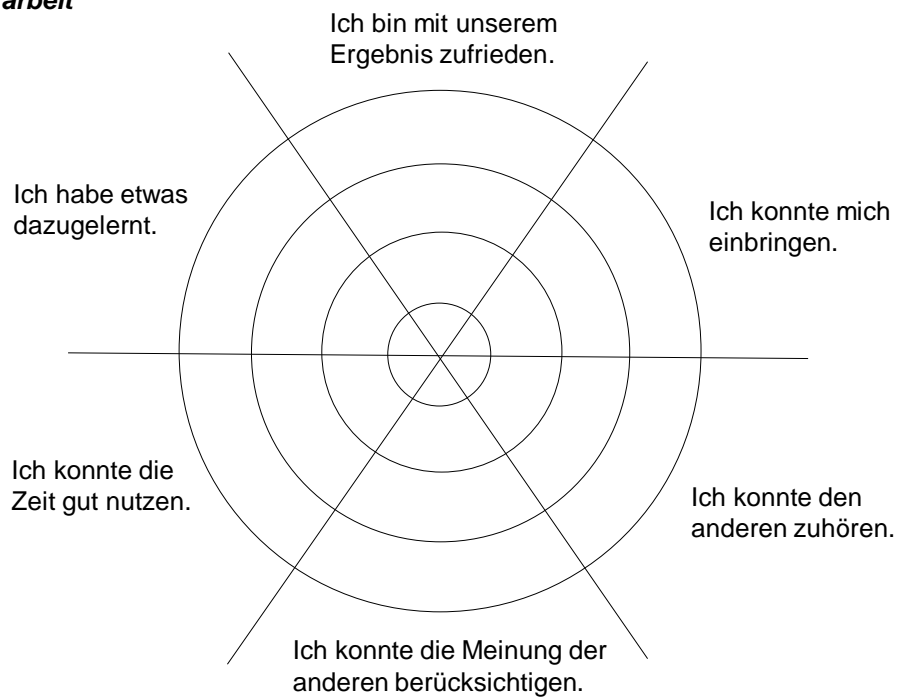 arbeit
Ich bin mit unserem
Ergebnis zufrieden.
Ich habe etwas
dazugelernt.
Ich konnte mich
einbringen.
Ich konnte die
Zeit gut nutzen.
Ich konnte den
anderen zuhören.
Ich konnte die Meinung der
anderen berücksichtigen.